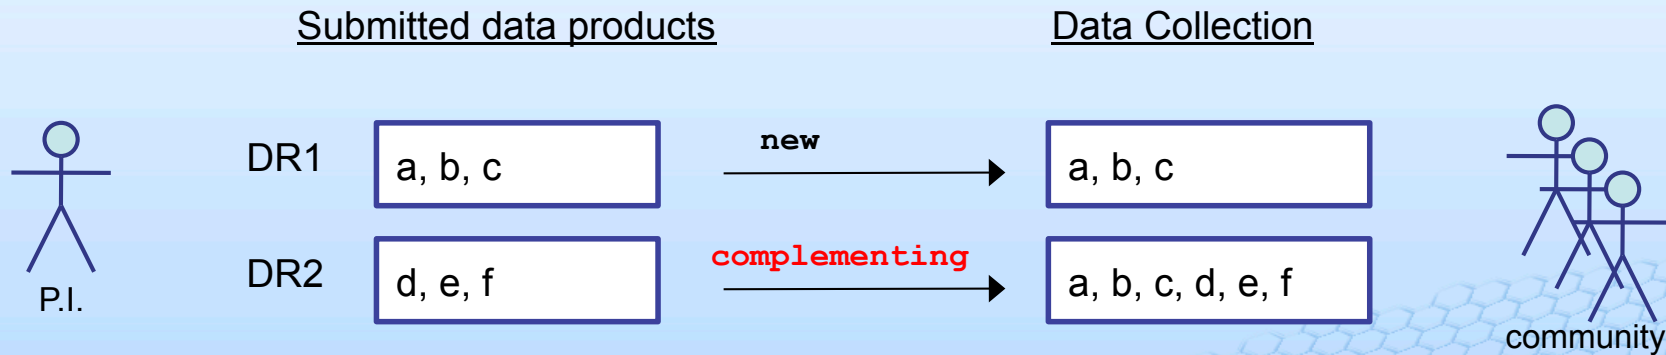 Submitted data products Data Collection
DR1 a, b, c new a, b, c
DR2 d, e, f complementing a, b, c, d, e, f
P.I.
community